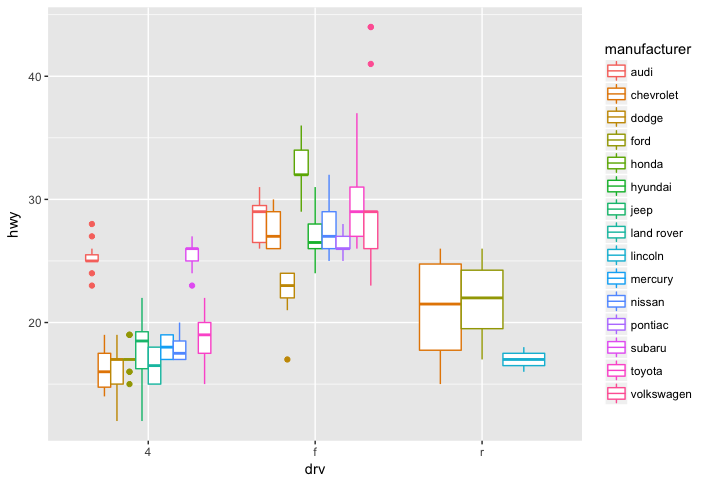 hwy
40
30
20
4
f
r
drv
manufacturer
audi
chevrolet
dodge
ford
honda
hyundai
jeep
land rover
lincoln
mercury
nissan
pontiac
subaru
toyota
volkswagen